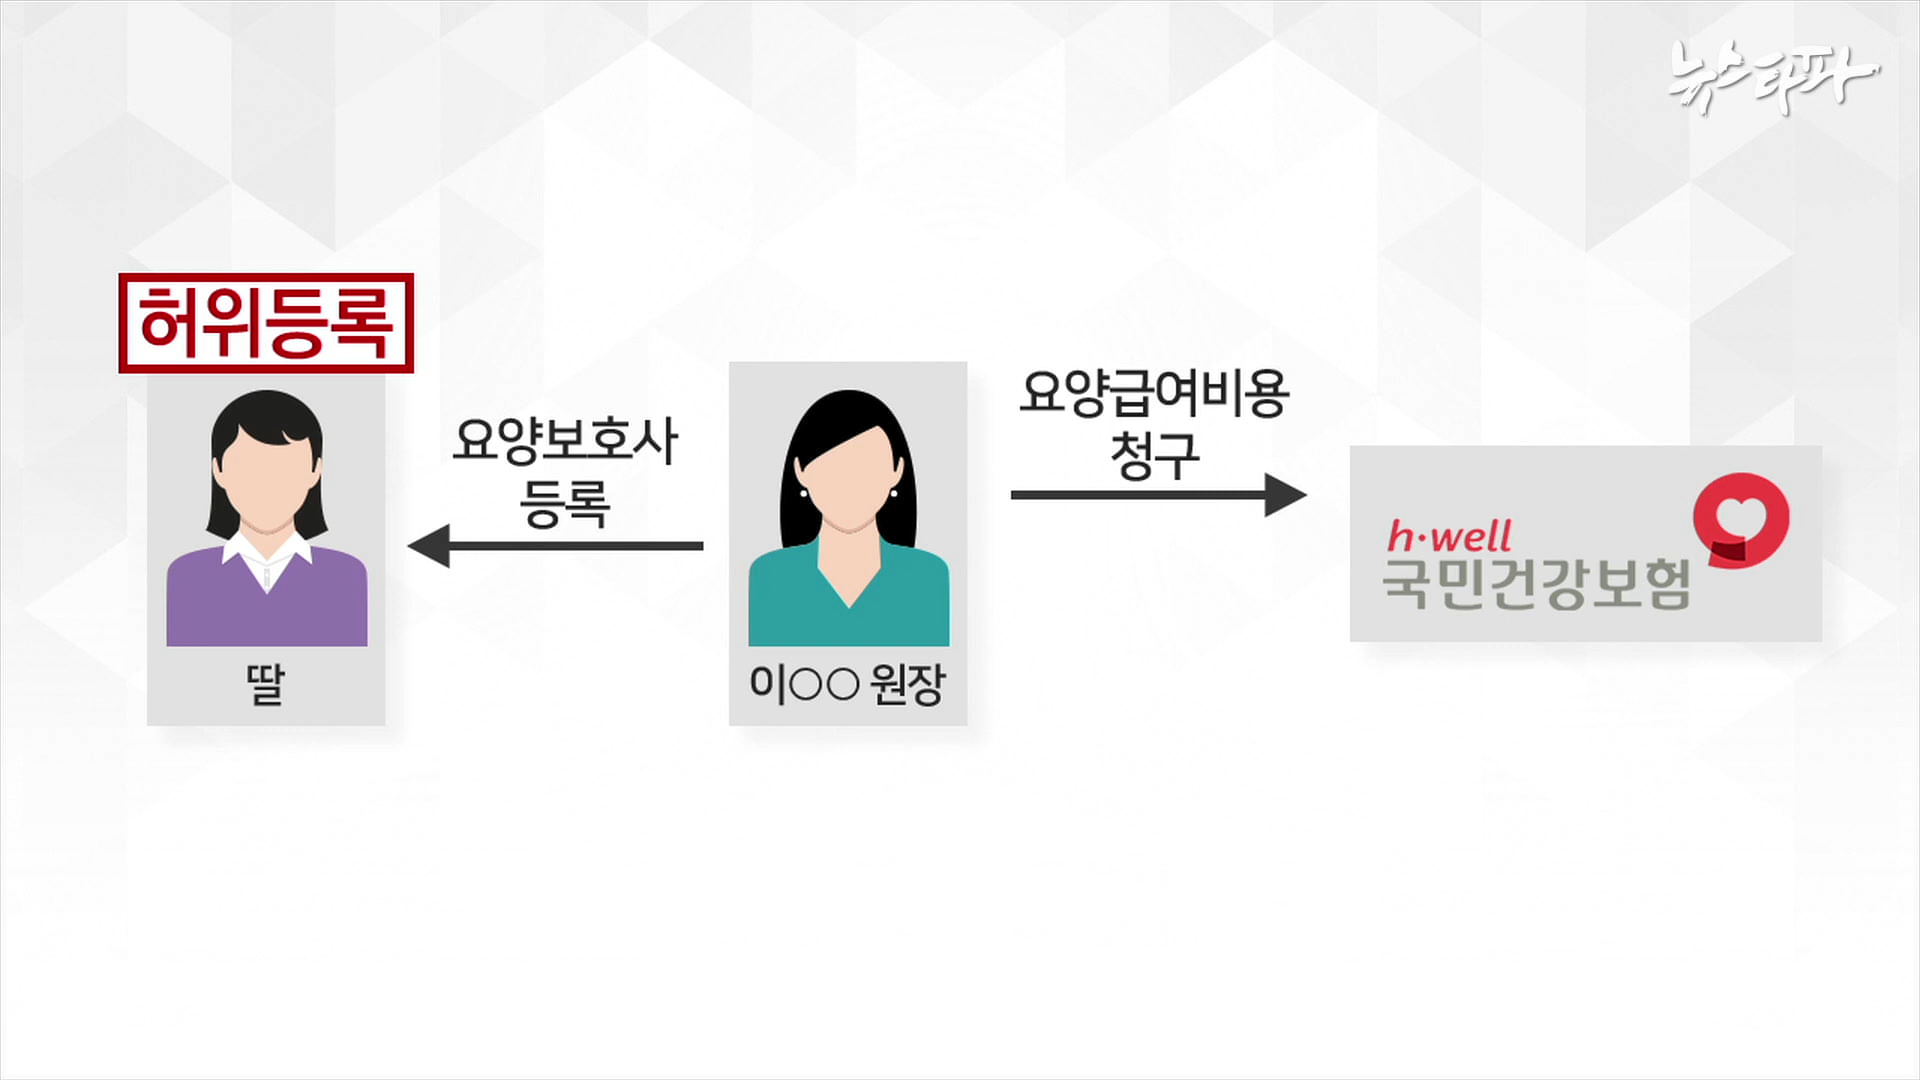 뉴스타파
허위등록
요양보호사
등록
요양급여비용
청구
h·well
국민건강보험
딸
이○○ 원장